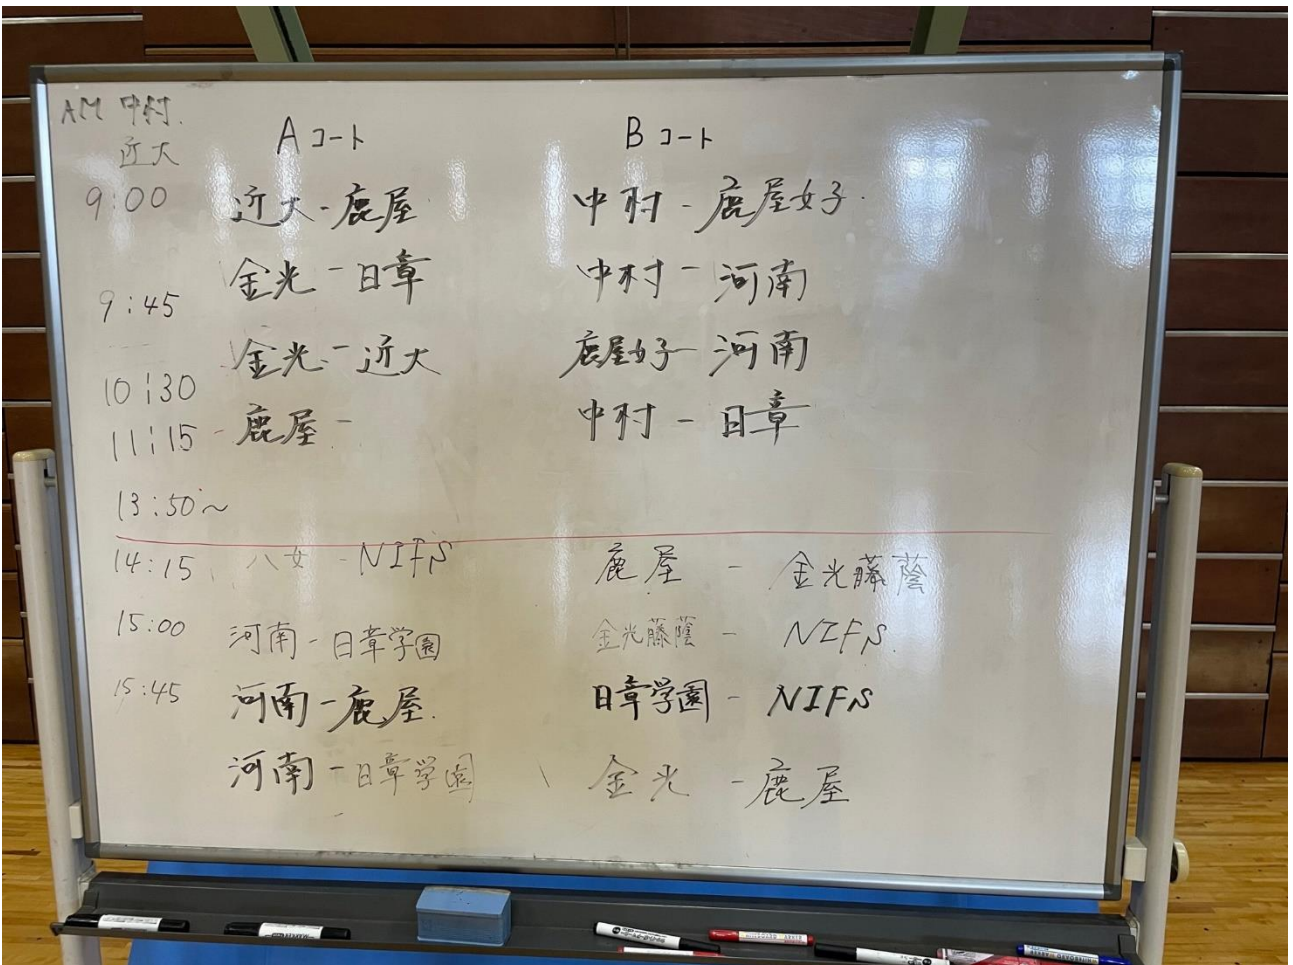 AM 中村.
近大
Aコート Bコート
9:00 近大-鹿屋 中村-鹿屋女子
9:45 金光-日章 中村-河南
10:30 金光-近大 鹿屋女子-河南
11:15 鹿屋- 中村-日章
13:50~
14:15 八女-NIFS 鹿屋-金光藤蔭
15:00 河南-日章学園 金光藤蔭-NIFS
15:45 河南-鹿屋 日章学園-NIFS
河南-日章学園 金光-鹿屋